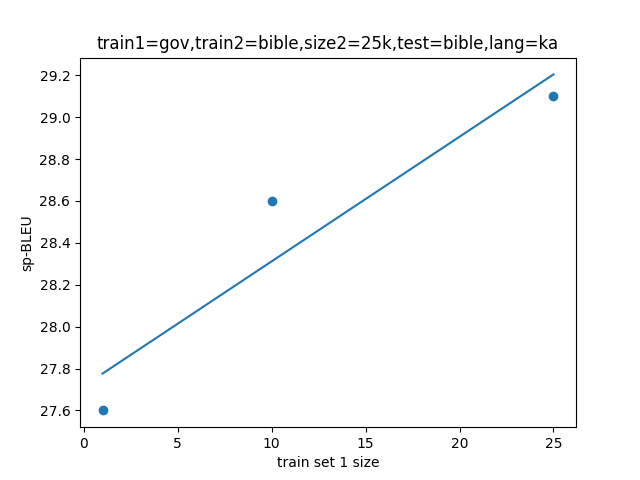 train1=gov,train2=bible,size2=25k,test=bible,lang=ka
29.2
29.0
28.8
28.6
28.4
28.2
28.0
27.8
27.6
sp-BLEU
0 5 10 15 20 25
train set 1 size